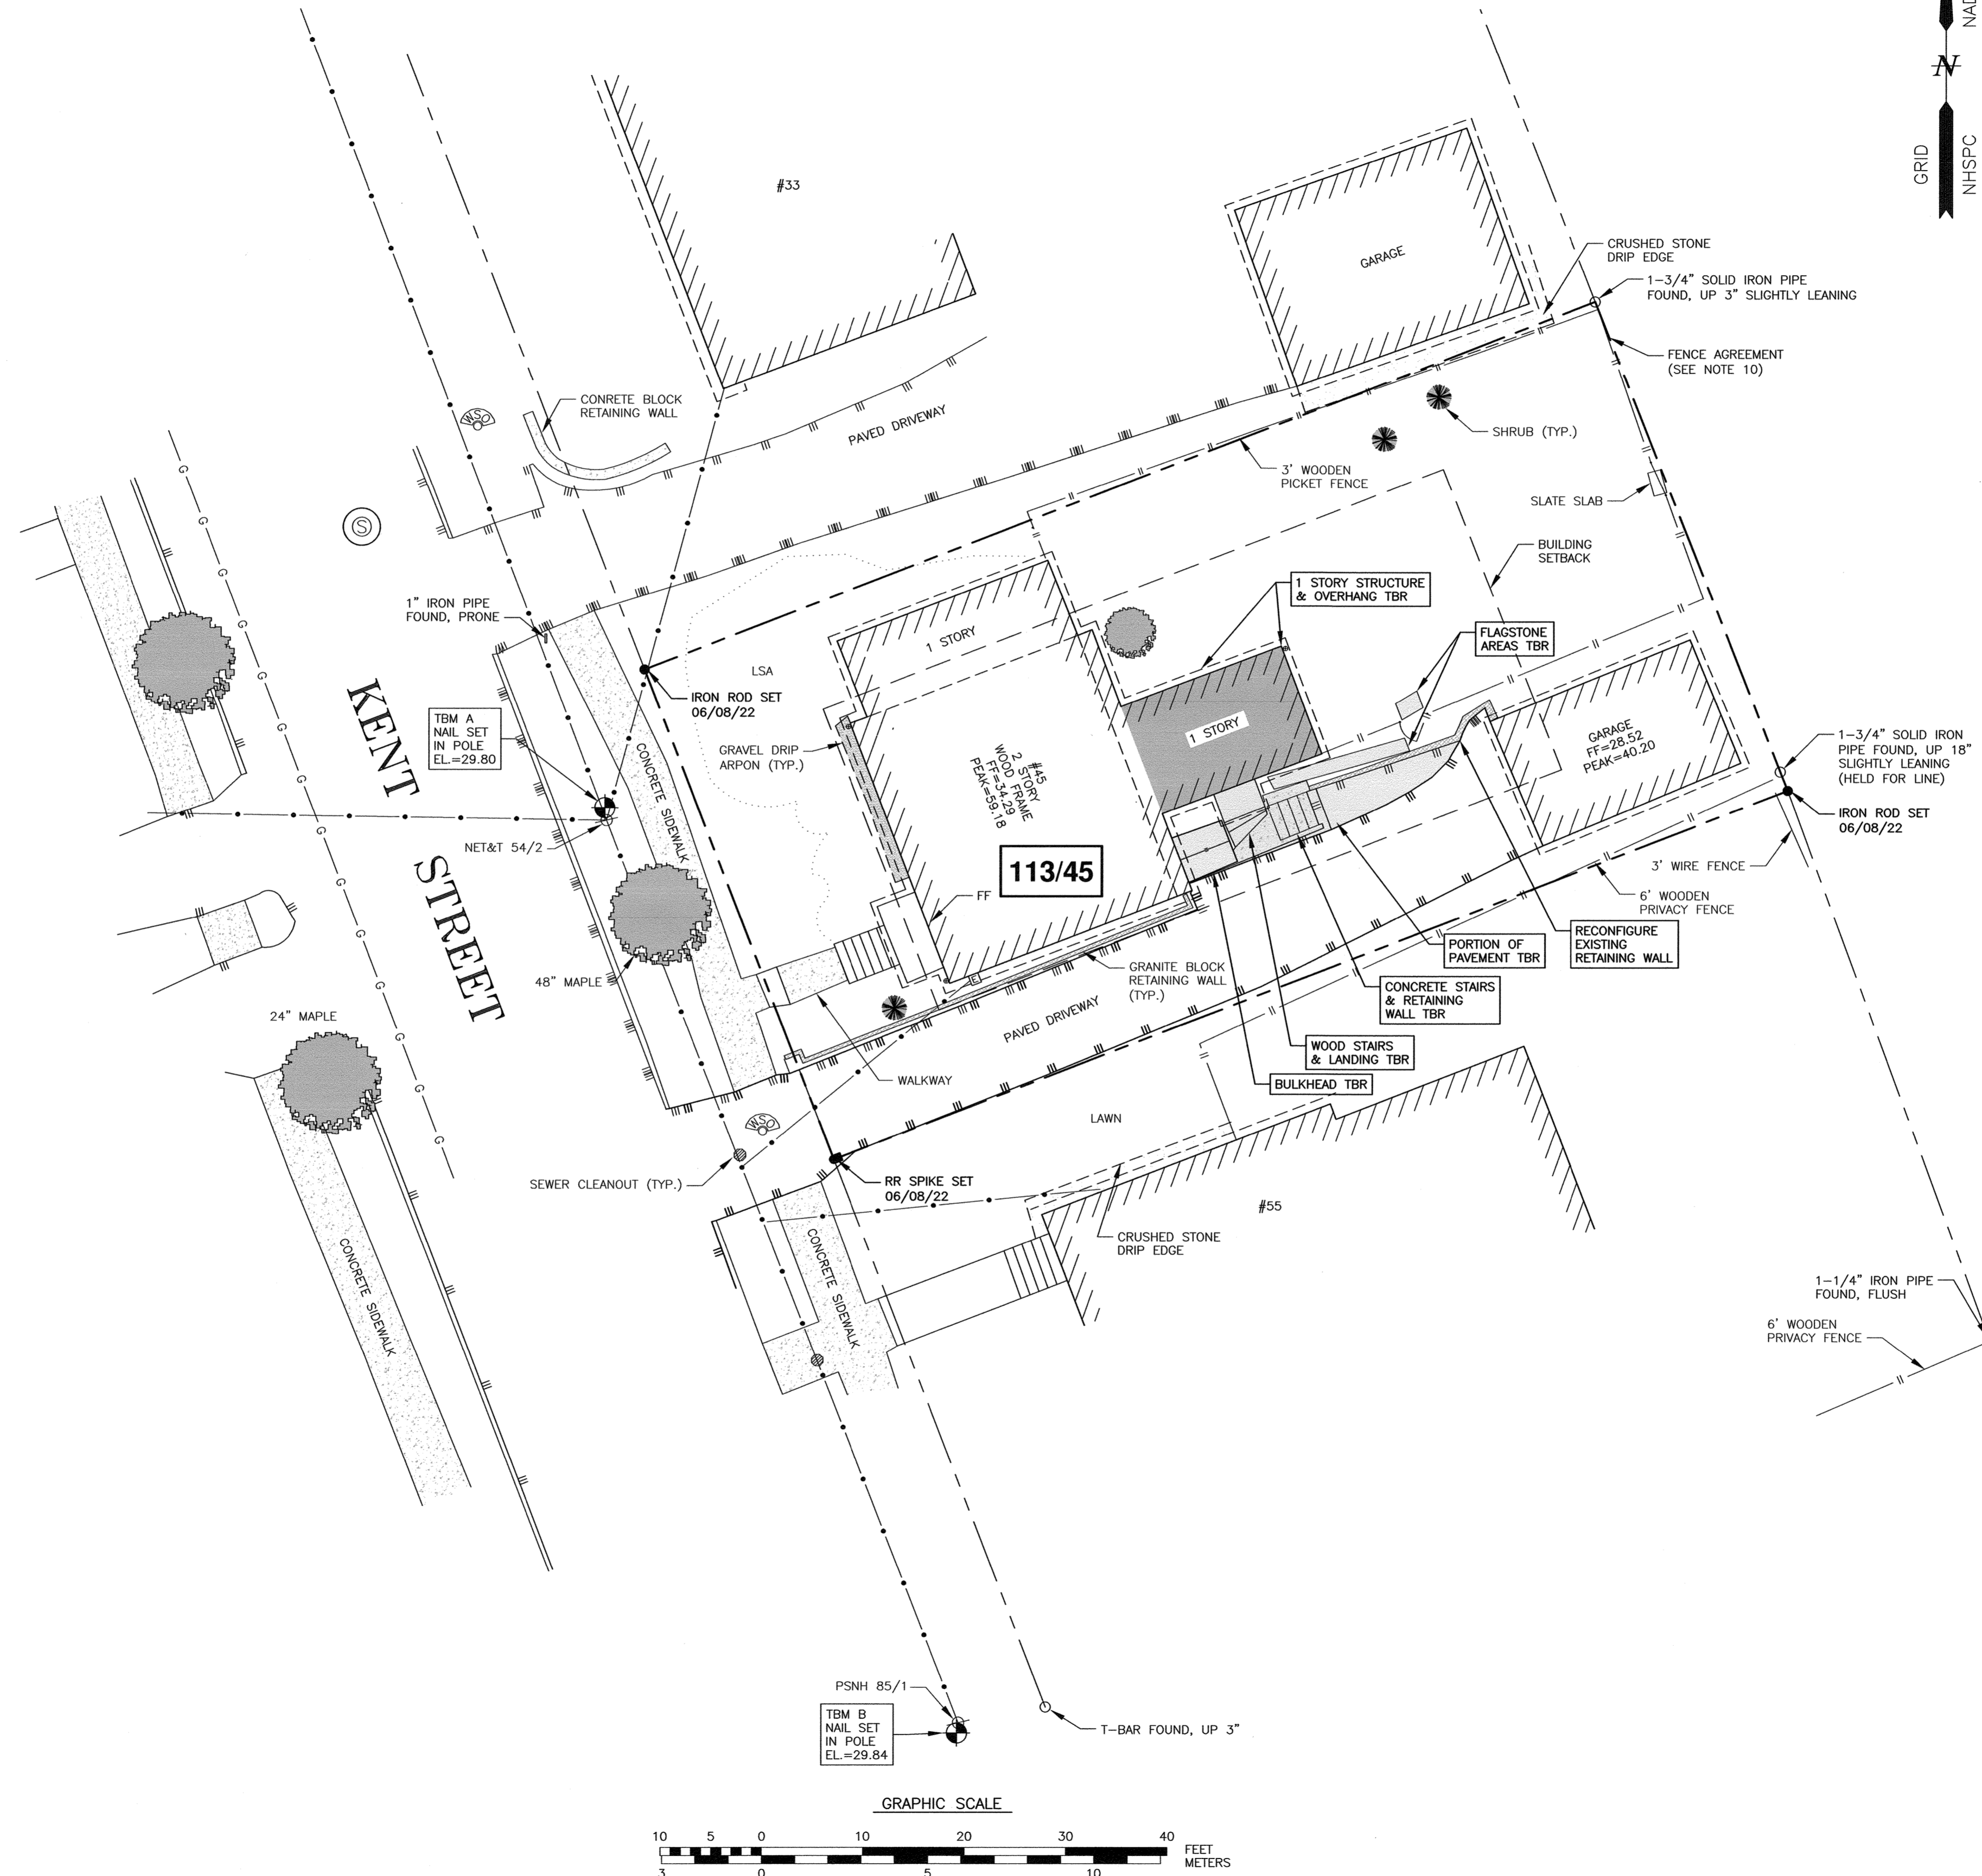 NAD
N
GRID
NHSPC
#33
GARAGE
CRUSHED STONE
DRIP EDGE
1-3/4" SOLID IRON PIPE
FOUND, UP 3" SLIGHTLY LEANING
FENCE AGREEMENT
(SEE NOTE 10)
CONRETE BLOCK
RETAINING WALL
PAVED DRIVEWAY
WSO
SHRUB (TYP.)
3' WOODEN
PICKET FENCE
SLATE SLAB
BUILDING
SETBACK
G
G
G
G
G
G
G
G
G
G
G
G
G
G
S
1" IRON PIPE
FOUND, PRONE
1 STORY STRUCTURE
& OVERHANG TBR
FLAGSTONE
AREAS TBR
1 STORY
LSA
IRON ROD SET
06/08/22
KENT
STREET
TBM A
NAIL SET
IN POLE
EL.=29.80
GRAVEL DRIP
ARPON (TYP.)
CONCRETE SIDEWALK
1 STORY
GARAGE
FF=28.52
PEAK=40.20
#45
2 STORY
WOOD FRAME
FF=34.29
PEAK=59.18
1-3/4" SOLID IRON
PIPE FOUND, UP 18"
SLIGHTLY LEANING
(HELD FOR LINE)
IRON ROD SET
06/08/22
NET&T 54/2
113/45
3' WIRE FENCE
FF
6' WOODEN
PRIVACY FENCE
RECONFIGURE
EXISTING
RETAINING WALL
PORTION OF
PAVEMENT TBR
48" MAPLE
E
GRANITE BLOCK
RETAINING WALL
(TYP.)
CONCRETE STAIRS
& RETAINING
WALL TBR
24" MAPLE
PAVED DRIVEWAY
WOOD STAIRS
& LANDING TBR
BULKHEAD TBR
WALKWAY
LAWN
WSO
SEWER CLEANOUT (TYP.)
RR SPIKE SET
06/08/22
#55
CRUSHED STONE
DRIP EDGE
CONCRETE SIDEWALK
CONCRETE SIDEWALK
1-1/4" IRON PIPE
FOUND, FLUSH
6' WOODEN
PRIVACY FENCE
PSNH 85/1
TBM B
NAIL SET
IN POLE
EL.=29.84
T-BAR FOUND, UP 3"
GRAPHIC SCALE
10 5 0 10 20 30 40
FEET
METERS
3 0 5 10